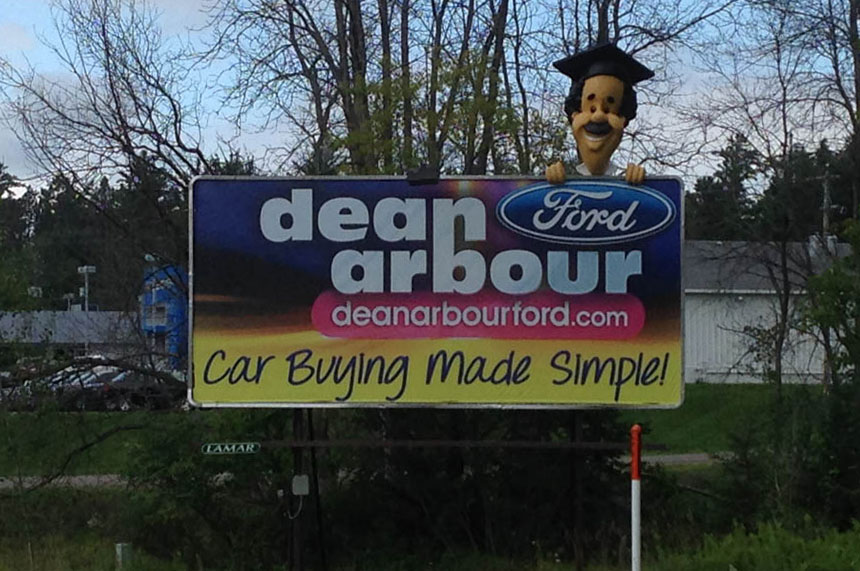 dean Ford
arbour
deanarbourford.com
Car Buying Made Simple!
LAMAR